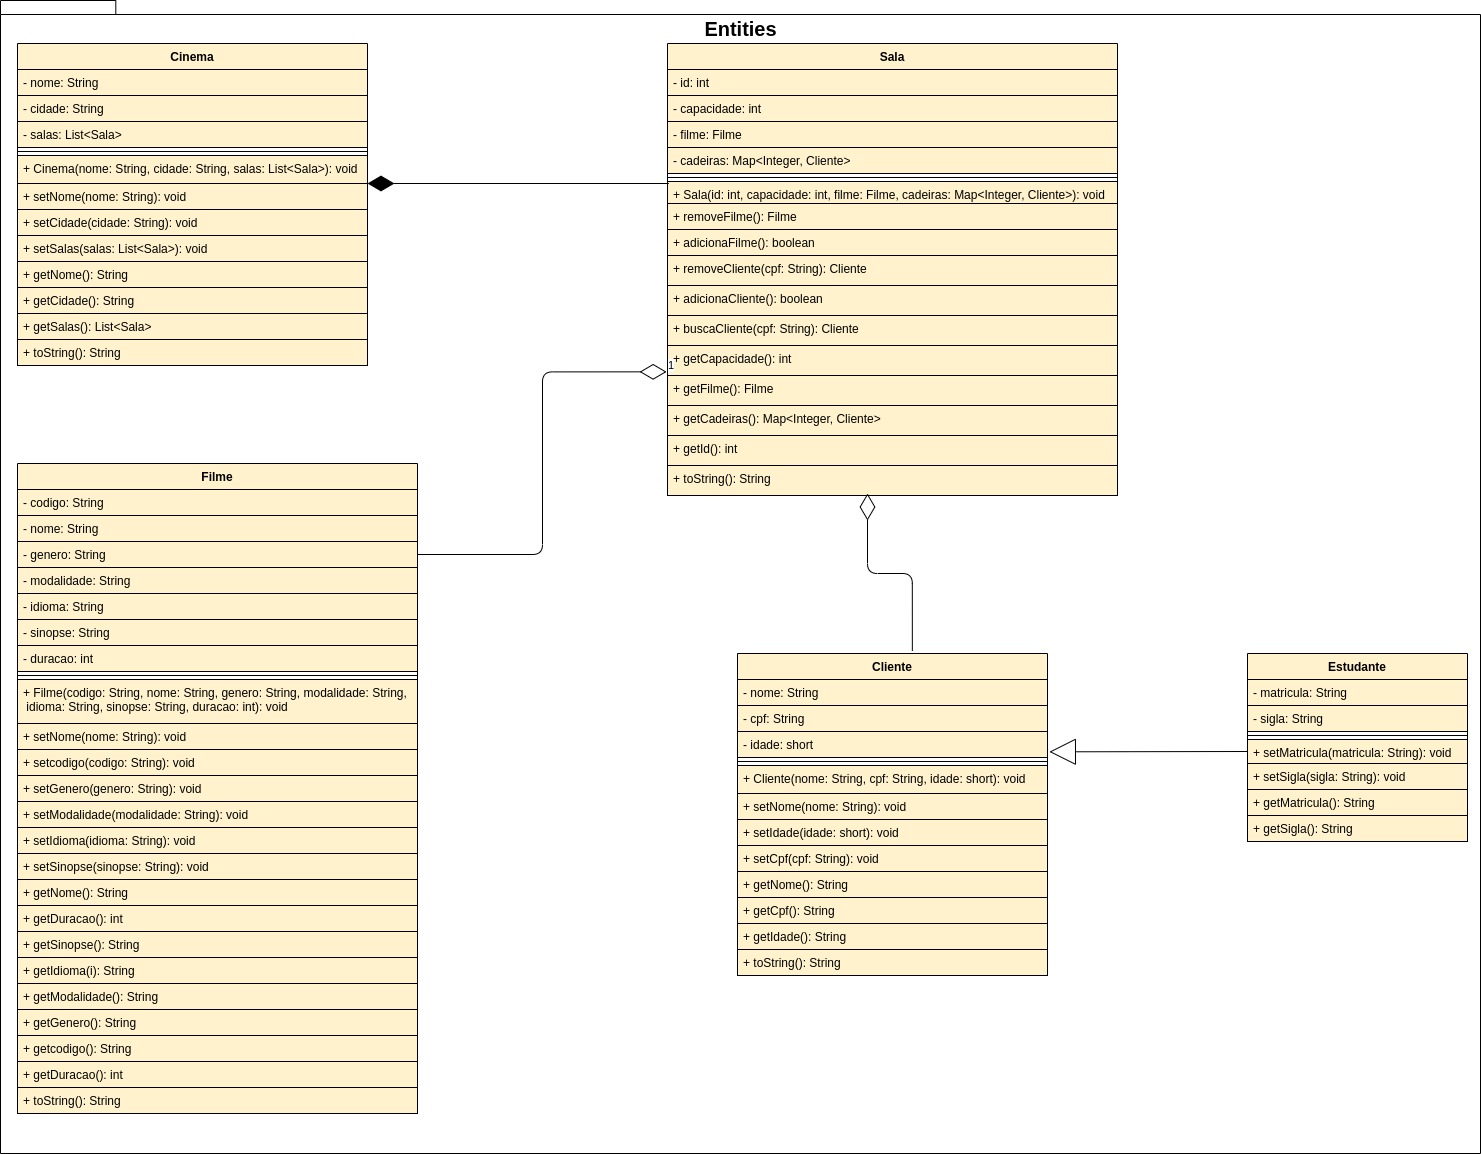 Entities
Cinema
- nome: String
- cidade: String
- salas: List<Sala>
+ Cinema(nome: String, cidade: String, salas: List<Sala>): void
+ setNome(nome: String): void
+ setCidade(cidade: String): void
+ setSalas(salas: List<Sala>): void
+ getNome(): String
+ getCidade(): String
+ getSalas(): List<Sala>
+ toString(): String
Sala
- id: int
- capacidade: int
- filme: Filme
- cadeiras: Map<Integer, Cliente>
+ Sala(id: int, capacidade: int, filme: Filme, cadeiras: Map<Integer, Cliente>): void
+ removeFilme(): Filme
+ adicionaFilme(): boolean
+ removeCliente(cpf: String): Cliente
+ adicionaCliente(): boolean
+ buscaCliente(cpf: String): Cliente
+ getCapacidade(): int
1
+ getFilme(): Filme
+ getCadeiras(): Map<Integer, Cliente>
+ getId(): int
+ toString(): String
Filme
- codigo: String
- nome: String
- genero: String
- modalidade: String
- idioma: String
- sinopse: String
- duracao: int
+ Filme(codigo: String, nome: String, genero: String, modalidade: String,
idioma: String, sinopse: String, duracao: int): void
+ setNome(nome: String): void
+ setcodigo(codigo: String): void
+ setGenero(genero: String): void
+ setModalidade(modalidade: String): void
+ setIdioma(idioma: String): void
+ setSinopse(sinopse: String): void
+ getNome(): String
+ getDuracao(): int
+ getSinopse(): String
+ getIdioma(i): String
+ getModalidade(): String
+ getGenero(): String
+ getcodigo(): String
+ getDuracao(): int
+ toString(): String
Cliente
- nome: String
- cpf: String
- idade: short
+ Cliente(nome: String, cpf: String, idade: short): void
+ setNome(nome: String): void
+ setIdade(idade: short): void
+ setCpf(cpf: String): void
+ getNome(): String
+ getCpf(): String
+ getIdade(): String
+ toString(): String
Estudante
- matricula: String
- sigla: String
+ setMatricula(matricula: String): void
+ setSigla(sigla: String): void
+ getMatricula(): String
+ getSigla(): String